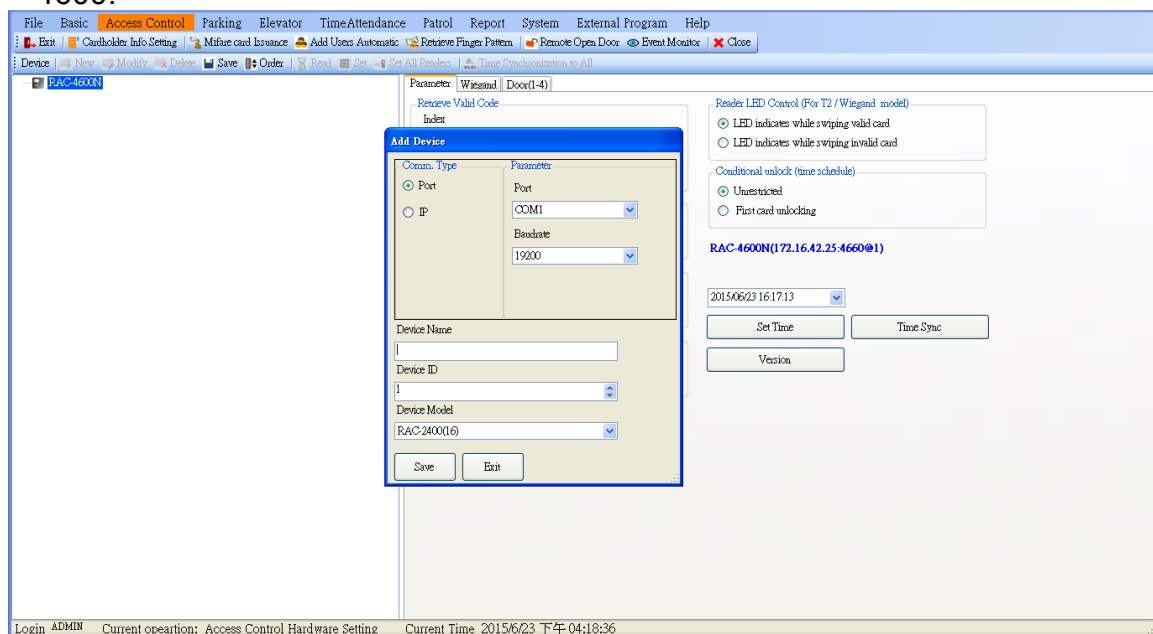 File Basic Access Control Parking Elevator TimeAttendance Patrol Report System External Program Help
Exit Cardholder Info Setting Mifare card Issuance Add Users Automatic Retrieve Finger Pattern Remote Open Door Event Monitor Close
Device New Modify Delete Save Order Read Set Set All Readers Time Synchronization to All
RAC-4600N
Parameter Wiegand Door(1-4)
Retrieve Valid Code
Index
Reader LED Control (For T2 / Wiegand model)
LED indicates while swiping valid card
LED indicates while swiping invalid card
Conditional unlock (time schedule)
Unrestricted
First card unlocking
RAC-4600N(172.16.42.25:4660@1)
2015/06/23 16:17:13
Set Time Time Sync
Version
Add Device
Comm. Type Parameter
Port Port
IP COM1
Baudrate
19200
Device Name
Device ID
1
Device Model
RAC-2400(16)
Save Exit
Login ADMIN Current opeartion: Access Control Hardware Setting Current Time 2015/6/23 下午 04:18:36